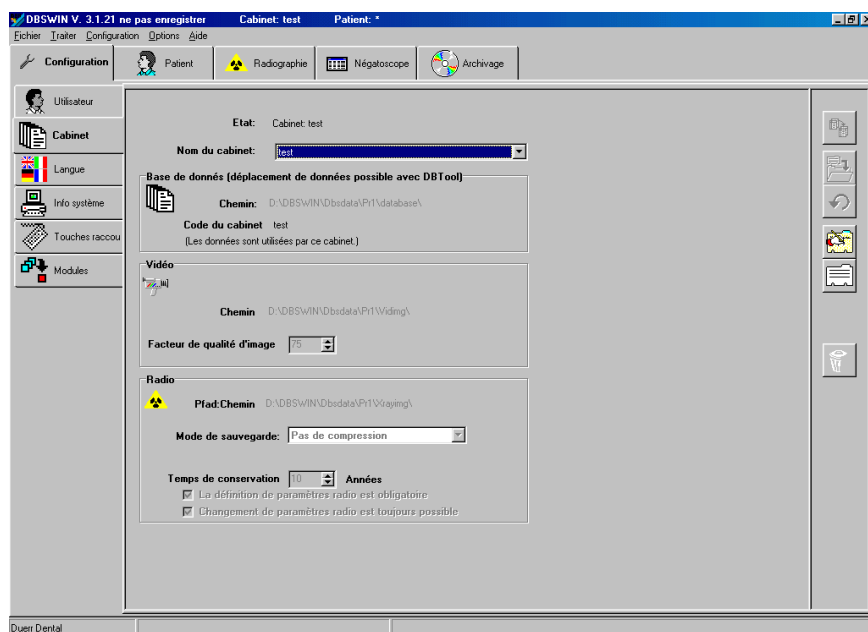 DBSWIN V. 3.1.21 ne pas enregistrer Cabinet: test Patient: *
Fichier Traiter Configuration Options Aide
Configuration Patient Radiographie Négatoscope Archivage
Utilisateur
Cabinet
Langue
Info système
Touches raccou
Modules
Etat: Cabinet: test
Nom du cabinet: test
Base de donnés (déplacement de données possible avec DBTool)
Chemin: D:\DBSWIN\Dbsdata\Pr1\database\
Code du cabinet test
(Les données sont utilisées par ce cabinet.)
Vidéo
Chemin D:\DBSWIN\Dbsdata\Pr1\Vidimg\
Facteur de qualité d'image 75
Radio
Pfad:Chemin D:\DBSWIN\Dbsdata\Pr1\Xrayimg\
Mode de sauvegarde: Pas de compression
Temps de conservation 10 Années
La définition de paramètres radio est obligatoire
Changement de paramètres radio est toujours possible
Duerr Dental